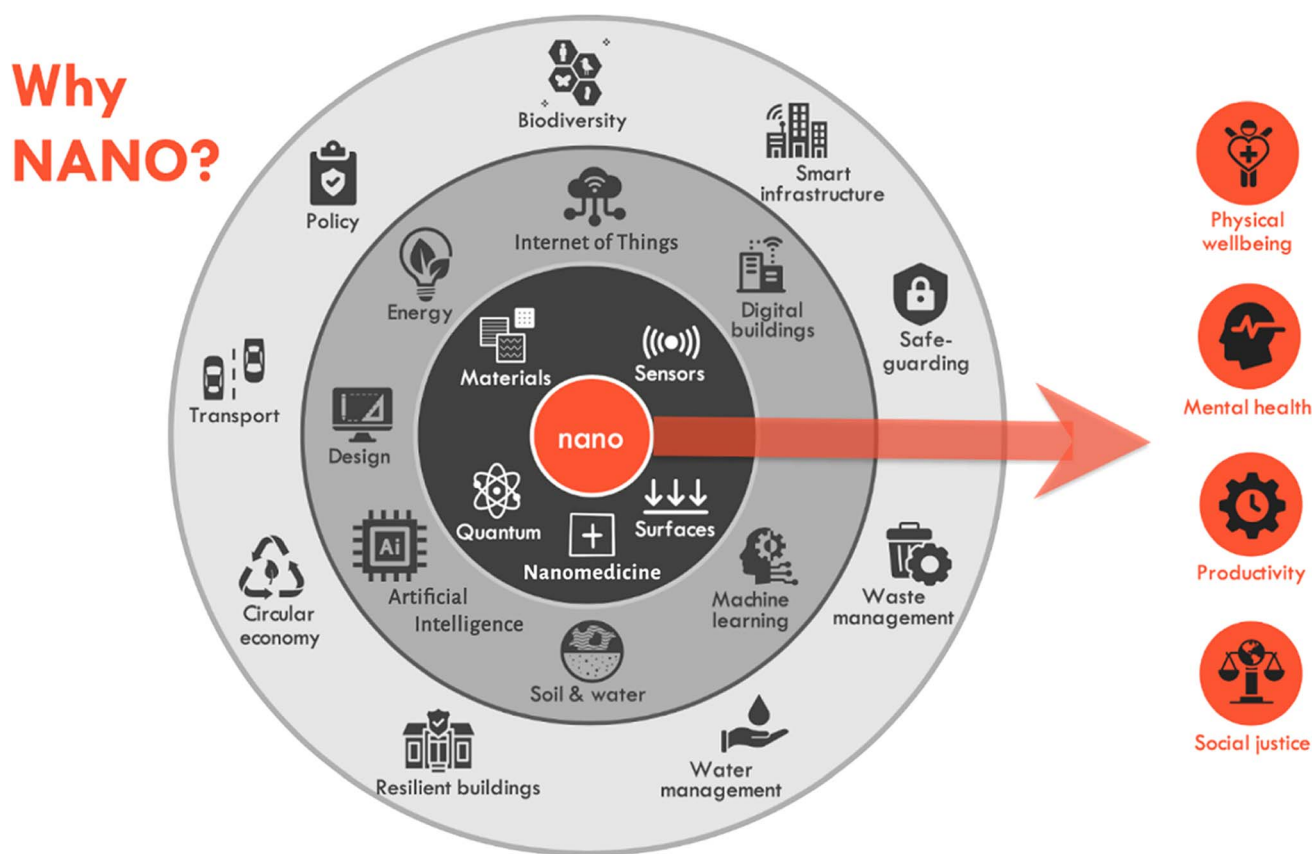 Why
NANO?
Biodiversity
Smart
infrastructure
Policy
Internet of Things
Energy
Digital
buildings
Safe-
guarding
Materials
Sensors
Transport
Design
nano
Quantum
Surfaces
Nanomedicine
Ai
Artificial
Intelligence
Machine
learning
Waste
management
Circular
economy
Soil & water
Resilient buildings
Water
management
Physical
wellbeing
Mental health
Productivity
Social justice